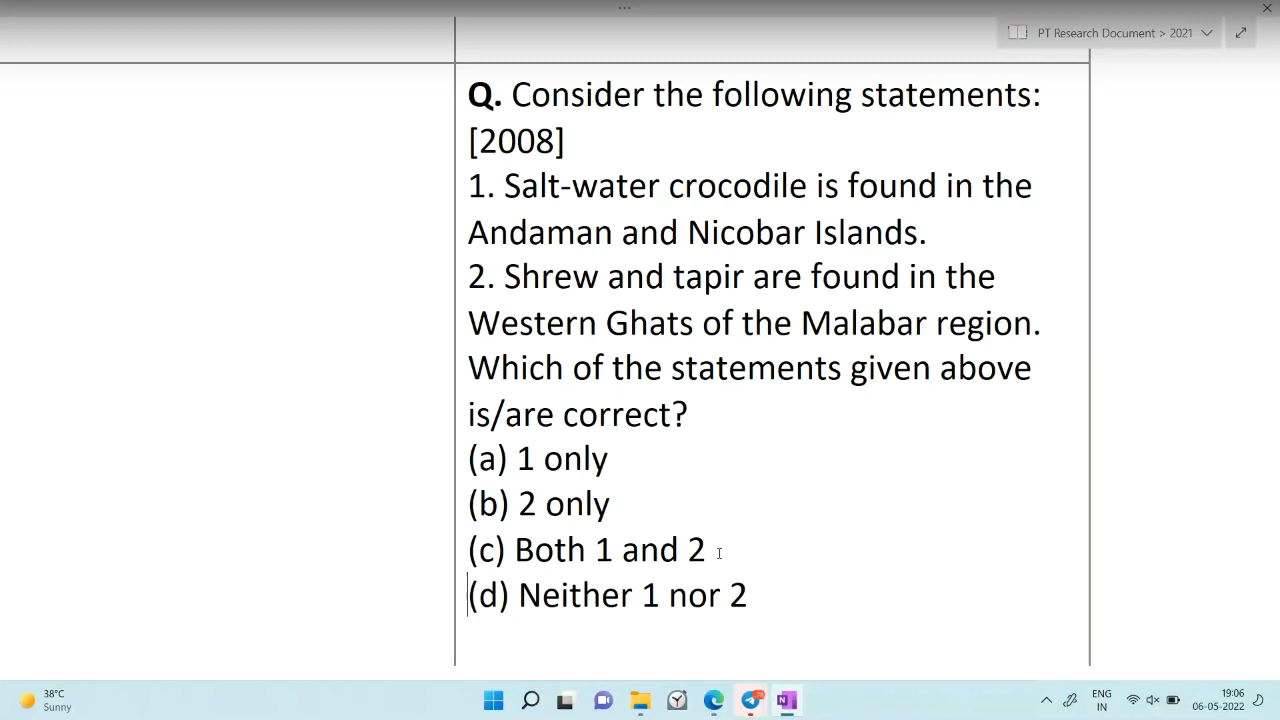 PT Research Document > 2021
Q. Consider the following statements:
[2008]
1. Salt-water crocodile is found in the
Andaman and Nicobar Islands.
2. Shrew and tapir are found in the
Western Ghats of the Malabar region.
Which of the statements given above
is/are correct?
(a) 1 only
(b) 2 only
(c) Both 1 and 2
(d) Neither 1 nor 2
38°C
Sunny
78
N
ENG
IN
19:06
06-05-2022